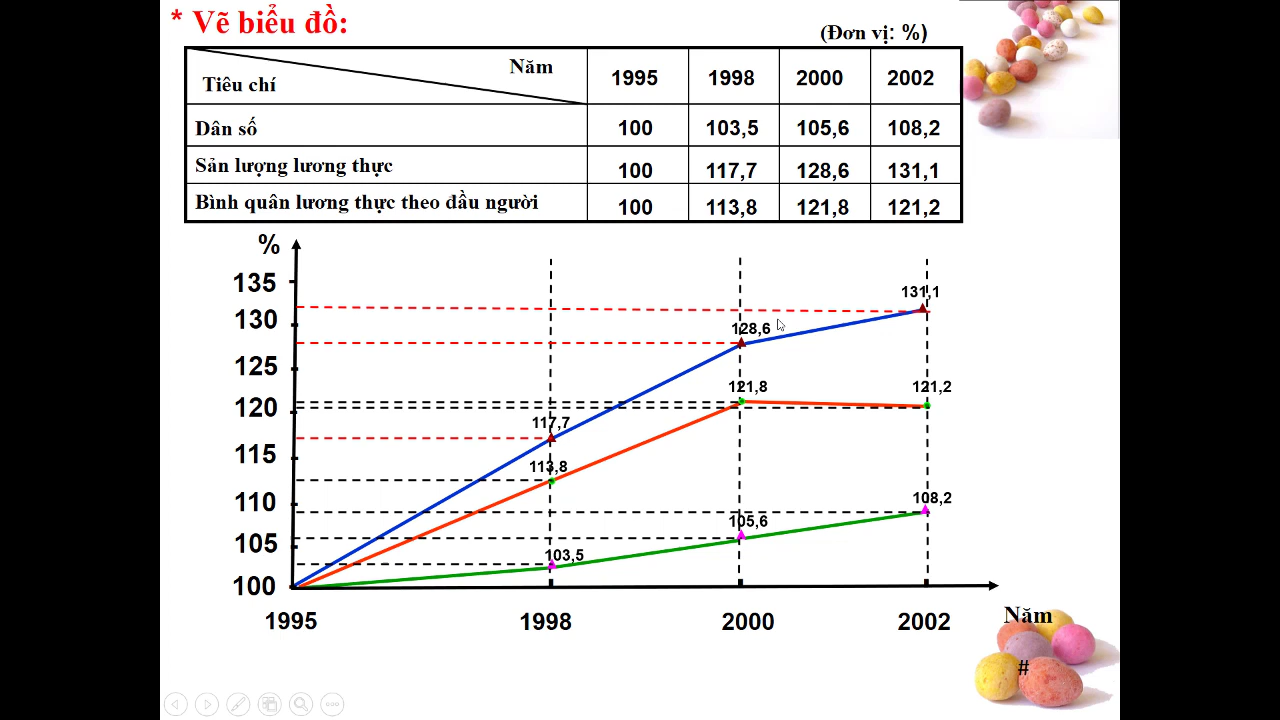 * Vẽ biểu đồ:
(Đơn vị: %)
Năm
Tiêu chí
1995 1998 2000 2002
Dân số 100 103,5 105,6 108,2
Sản lượng lương thực 100 117,7 128,6 131,1
Bình quân lương thực theo đầu người 100 113,8 121,8 121,2
%
135
131,1
130
128,6
125
121,8 121,2
120
117,7
115
113,8
110
108,2
105,6
105
103,5
100
1995 1998 2000 2002
Năm
#